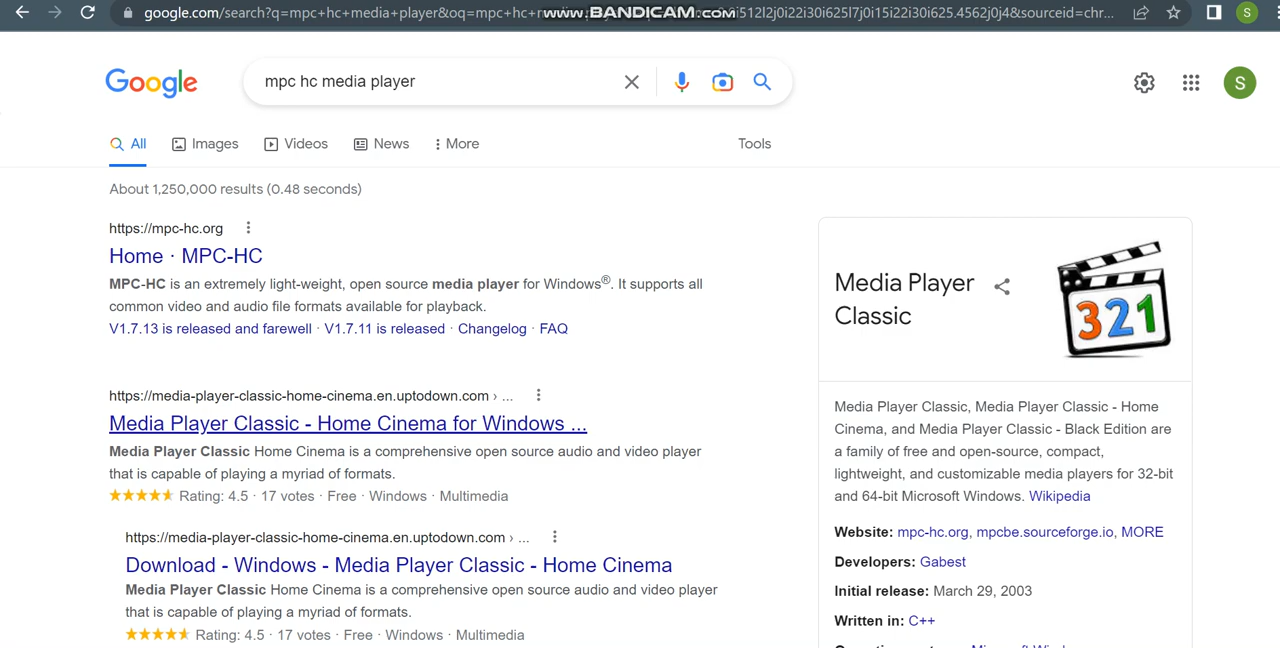 google.com/search?q=mpc+hc+media+player&oq=mpc+hc+
www.BANDICAM.com
0i512l2j0i22i30i625l7j0i15i22i30i625.4562j0j4&sourceid=chr...
S
Google
mpc hc media player
S
All
Images
Videos
News
More
Tools
About 1,250,000 results (0.48 seconds)
https://mpc-hc.org
Home · MPC-HC
MPC-HC is an extremely light-weight, open source media player for Windows®. It supports all
common video and audio file formats available for playback.
V1.7.13 is released and farewell · V1.7.11 is released · Changelog · FAQ
https://media-player-classic-home-cinema.en.uptodown.com › ...
Media Player Classic - Home Cinema for Windows ...
Media Player Classic Home Cinema is a comprehensive open source audio and video player
that is capable of playing a myriad of formats.
Rating: 4.5 · 17 votes · Free · Windows · Multimedia
https://media-player-classic-home-cinema.en.uptodown.com › ...
Download - Windows - Media Player Classic - Home Cinema
Media Player Classic Home Cinema is a comprehensive open source audio and video player
that is capable of playing a myriad of formats.
Rating: 4.5 · 17 votes · Free · Windows · Multimedia
Media Player
Classic
321
Media Player Classic, Media Player Classic - Home
Cinema, and Media Player Classic - Black Edition are
a family of free and open-source, compact,
lightweight, and customizable media players for 32-bit
and 64-bit Microsoft Windows. Wikipedia
Website: mpc-hc.org, mpcbe.sourceforge.io, MORE
Developers: Gabest
Initial release: March 29, 2003
Written in: C++